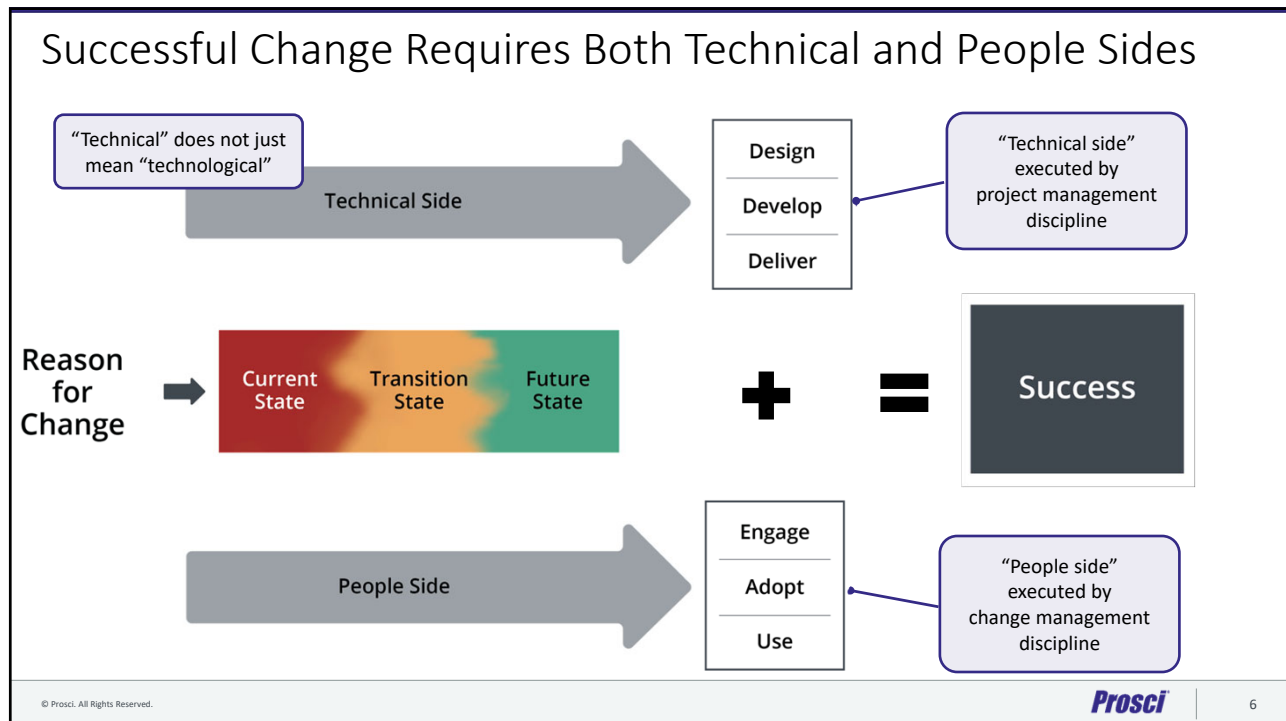 Successful Change Requires Both Technical and People Sides
“Technical” does not just
mean “technological”
Technical Side
Design
Develop
Deliver
“Technical side”
executed by
project management
discipline
Reason
for
Change
Current
State
Transition
State
Future
State
+
=
Success
People Side
Engage
Adopt
Use
“People side”
executed by
change management
discipline
© Prosci. All Rights Reserved.
Prosci®
6